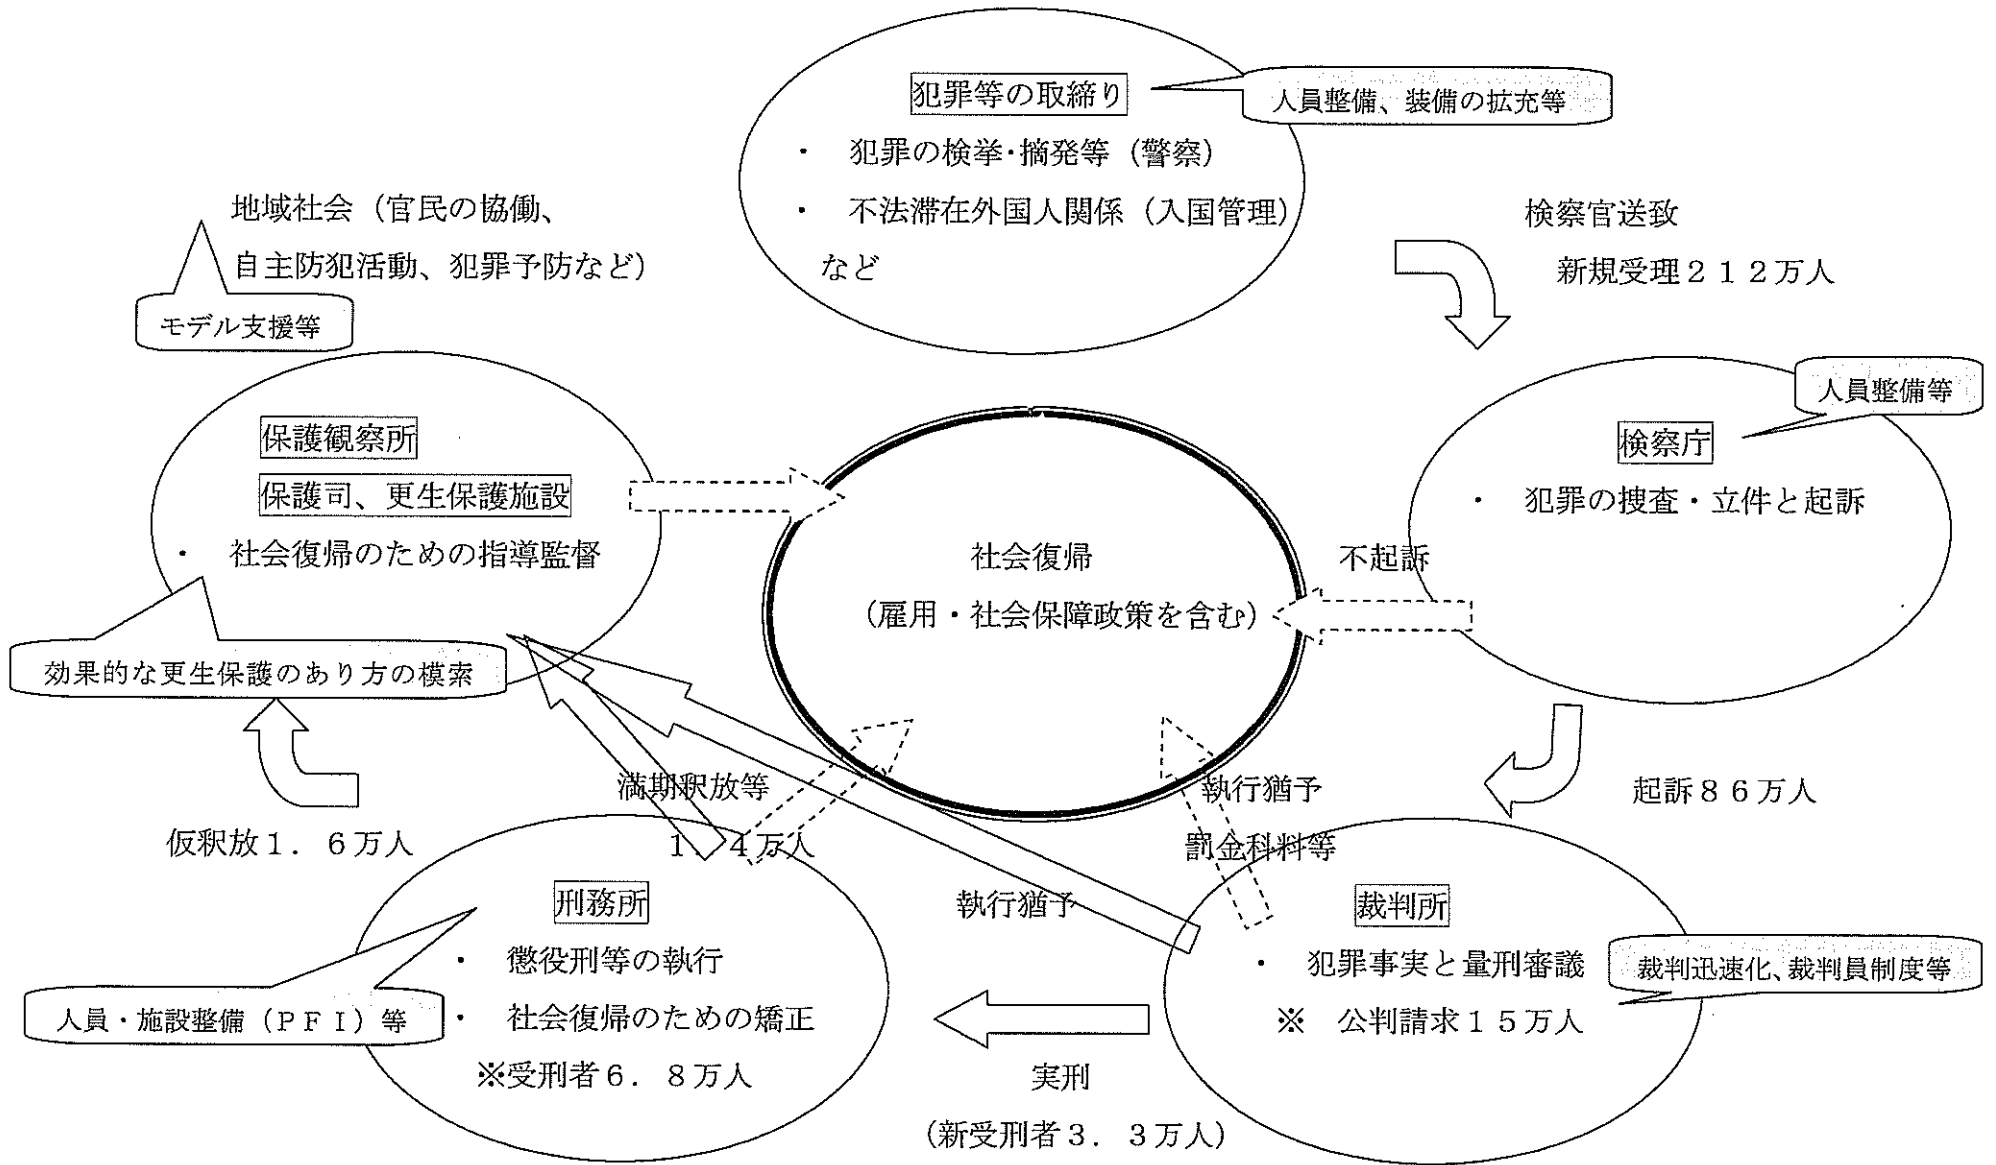 犯罪等の取締り
人員整備、装備の拡充等
・ 犯罪の検挙・摘発等（警察）
・ 不法滞在外国人関係（入国管理）
など
地域社会（官民の協働、
自主防犯活動、犯罪予防など）
モデル支援等
検察官送致
新規受理２１２万人
人員整備等
検察庁
・ 犯罪の捜査・立件と起訴
保護観察所
保護司、更生保護施設
・ 社会復帰のための指導監督
効果的な更生保護のあり方の模索
社会復帰
（雇用・社会保障政策を含む）
不起訴
起訴８６万人
満期釈放等
１．４万人
執行猶予
罰金科料等
仮釈放１．６万人
執行猶予
刑務所
・ 懲役刑等の執行
・ 社会復帰のための矯正
※受刑者６．８万人
人員・施設整備（ＰＦＩ）等
裁判所
・ 犯罪事実と量刑審議
※ 公判請求１５万人
裁判迅速化、裁判員制度等
実刑
（新受刑者３．３万人）